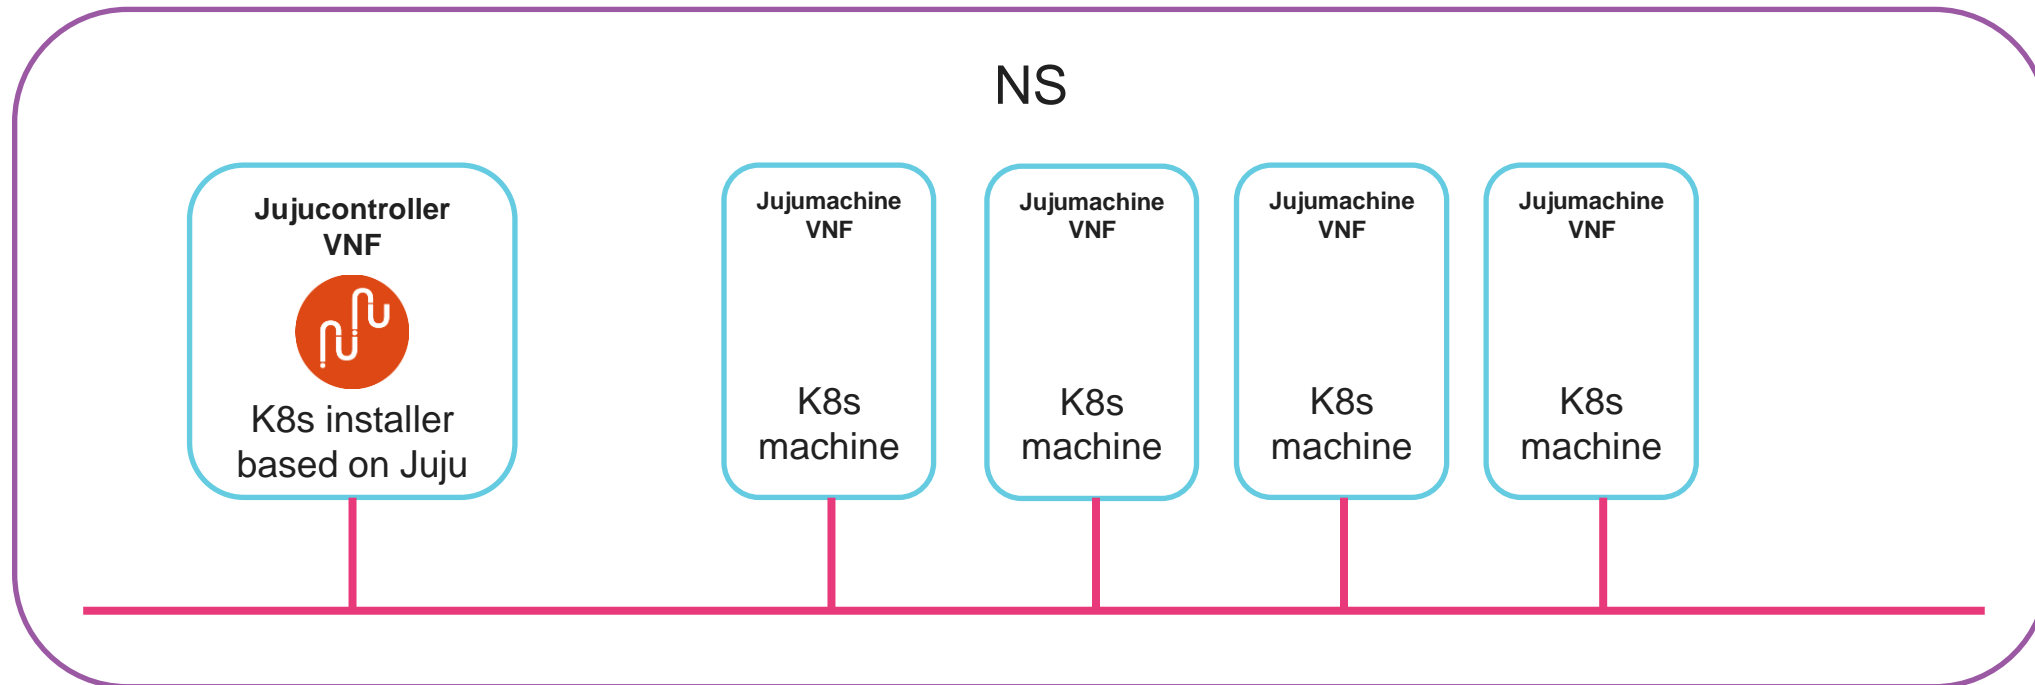 NS
Jujucontroller
VNF
K8s installer
based on Juju
Jujumachine
VNF
K8s
machine
Jujumachine
VNF
K8s
machine
Jujumachine
VNF
K8s
machine
Jujumachine
VNF
K8s
machine